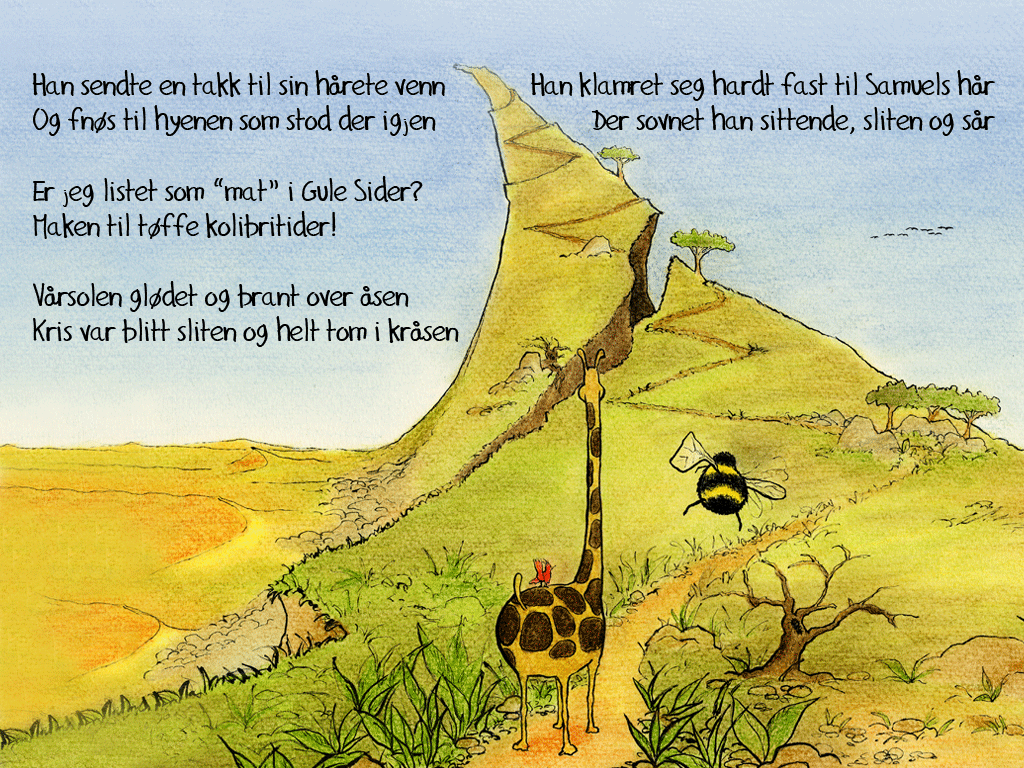 Han sendte en takk til sin hårete venn
Og fnøs til hyenen som stod der igjen
Er jeg listet som “mat” i Gule Sider?
Maken til tøffe kolibritider!
Vårsolen glødet og brant over åsen
Kris var blitt sliten og helt tom i kråsen
Han klamret seg hardt fast til Samuels hår
Der sovnet han sittende, sliten og sår